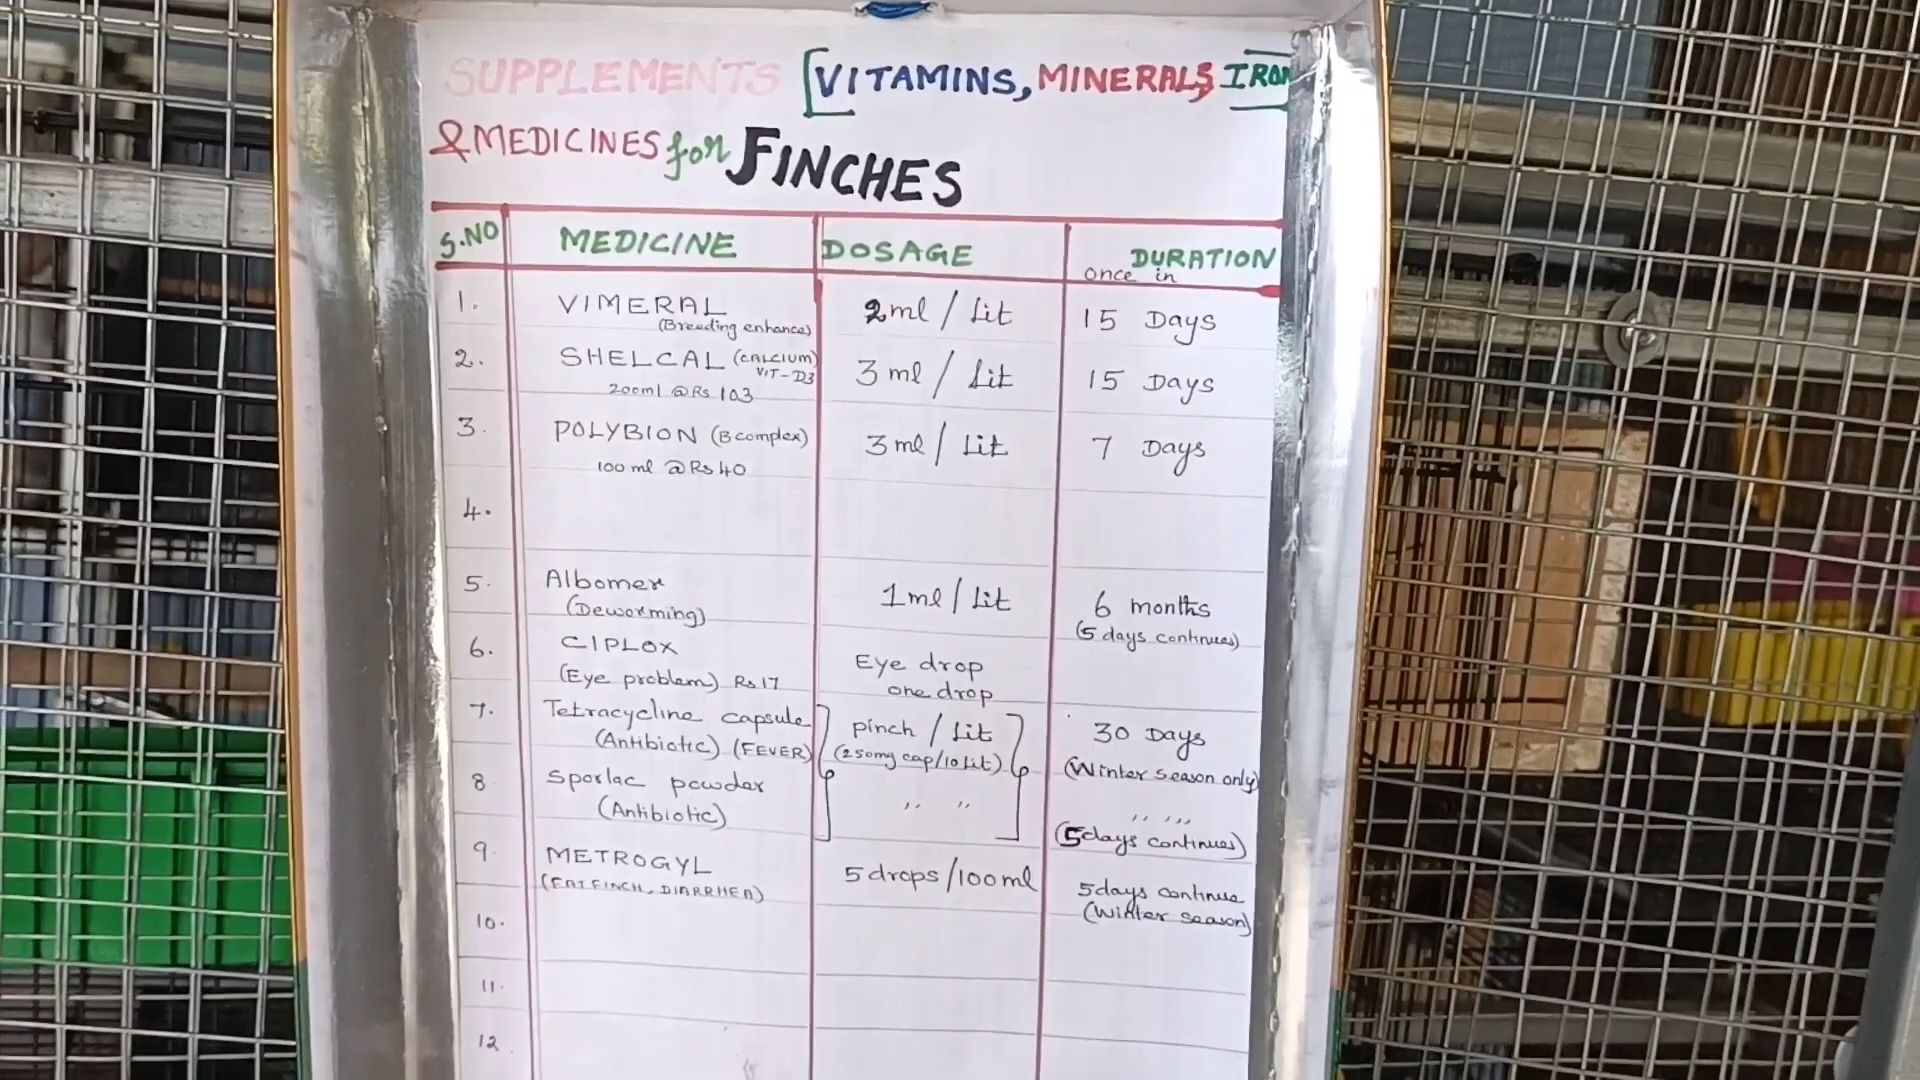 SUPPLEMENTS [VITAMINS, MINERALS, IRON
& MEDICINES for FINCHES
S.NO MEDICINE DOSAGE DURATION
once in
1. VIMERAL 2ml / Lit 15 Days
(Breeding enhance)
2. SHELCAL (CALCIUM) 3 ml / Lit 15 Days
VIT-D3
200ml @ Rs 103
3. POLYBION (B complex) 3 ml / Lit 7 Days
100 ml @ Rs 40
4.
5. Albomer 1 ml / Lit 6 months
(Deworming) (5 days continues)
6. CIPLOX Eye drop
(Eye problem) Rs 17 one drop
7. Tetracycline capsule pinch / Lit 30 Days
(Antibiotic) (FEVER) (250mg cap/10 Lit) (Winter season only)
8 Sporlac powder ,, ,, ,, ,,,
(Antibiotic) (5 days continues)
9. METROGYL 5 drops /100 ml 5 days continue
(FAT FINCH, DIARRHEA) (Winter season)
10.
11.
12.